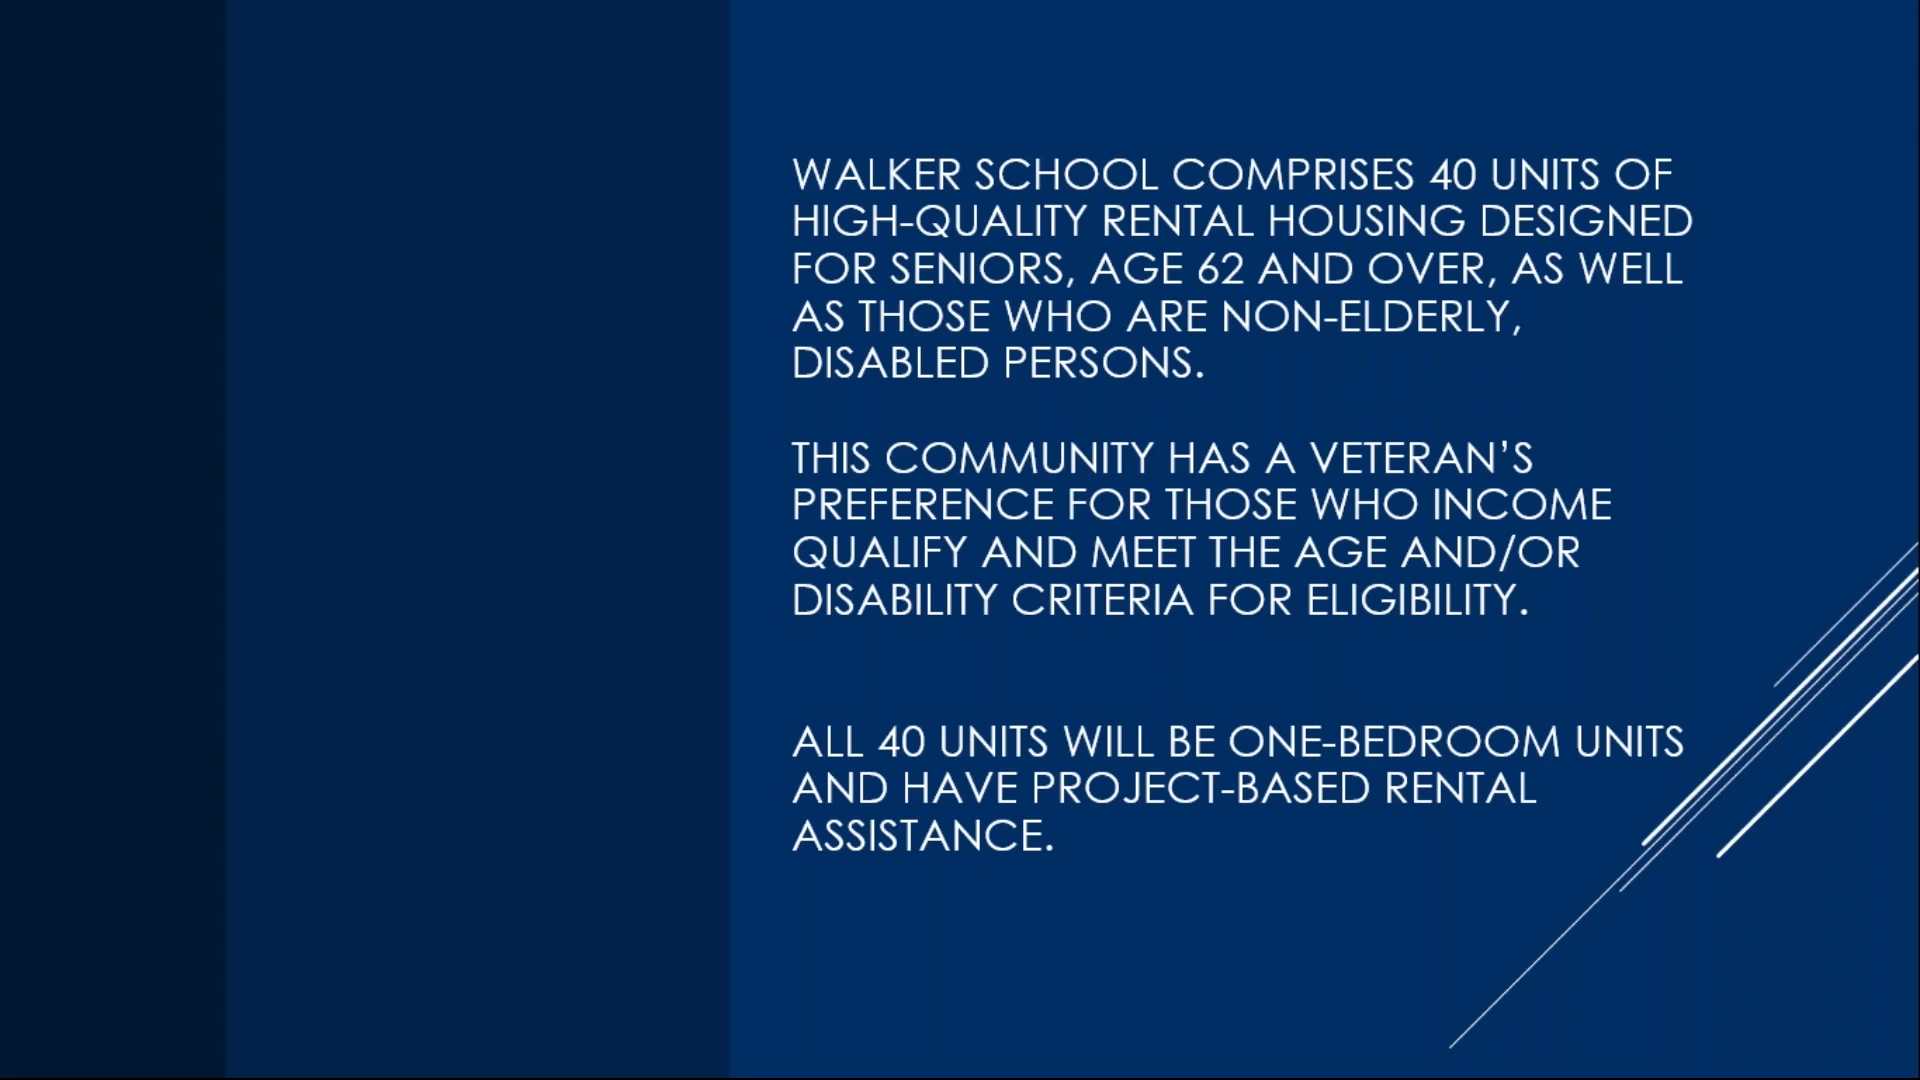 WALKER SCHOOL COMPRISES 40 UNITS OF
HIGH-QUALITY RENTAL HOUSING DESIGNED
FOR SENIORS, AGE 62 AND OVER, AS WELL
AS THOSE WHO ARE NON-ELDERLY,
DISABLED PERSONS.
THIS COMMUNITY HAS A VETERAN’S
PREFERENCE FOR THOSE WHO INCOME
QUALIFY AND MEET THE AGE AND/OR
DISABILITY CRITERIA FOR ELIGIBILITY.
ALL 40 UNITS WILL BE ONE-BEDROOM UNITS
AND HAVE PROJECT-BASED RENTAL
ASSISTANCE.